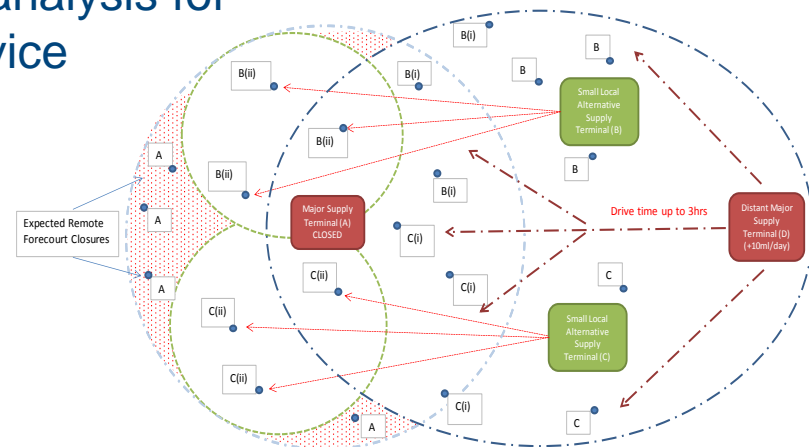 analysis for
vice
B(i)
B
B(ii)
B(i)
B
Small Local
Alternative
Supply
Terminal (B)
B(ii)
A
B
B(ii)
B(i)
Expected Remote
Forecourt Closures
A
Major Supply
Terminal (A)
CLOSED
Drive time up to 3hrs
Distant Major
Supply
Terminal (D)
(+10ml/day)
C(i)
A
C(ii)
C(i)
C
C(ii)
Small Local
Alternative
Supply
Terminal (C)
C(ii)
C(i)
A
C